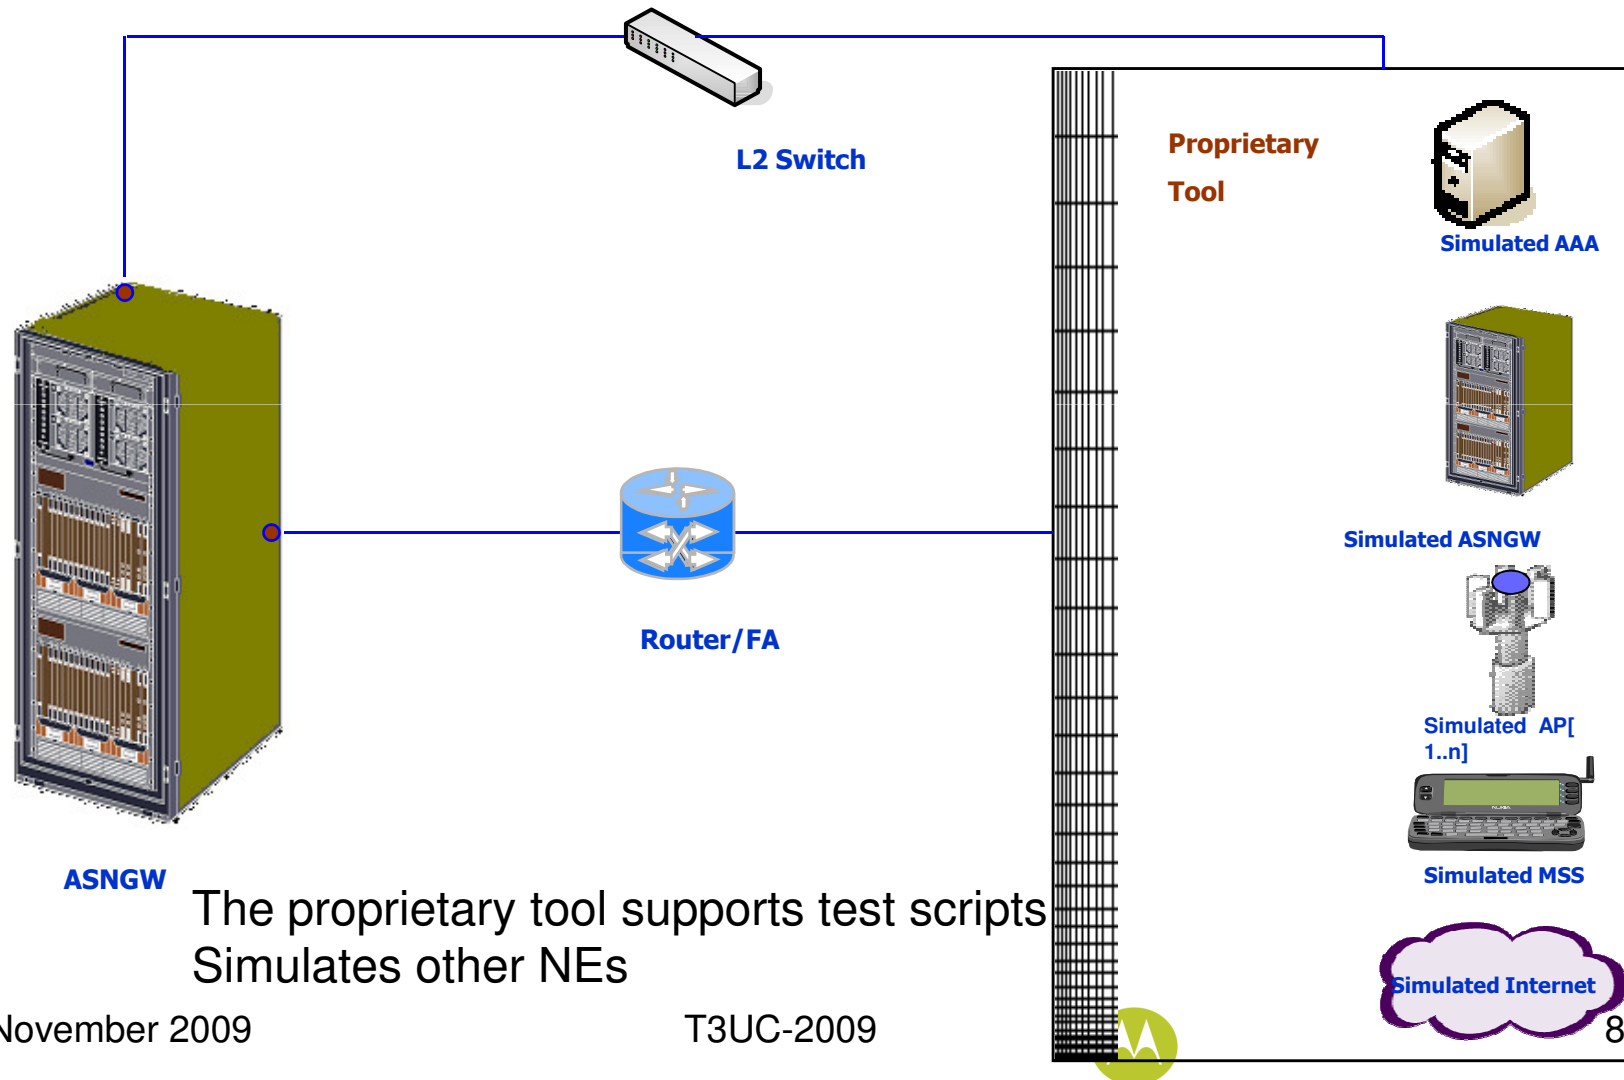 L2 Switch
Proprietary
Tool
Simulated AAA
Simulated ASNGW
Router/FA
Simulated AP[
1..n]
NOKIA
Simulated MSS
ASNGW
The proprietary tool supports test scripts
Simulates other NEs
Simulated Internet
November 2009
T3UC-2009
8